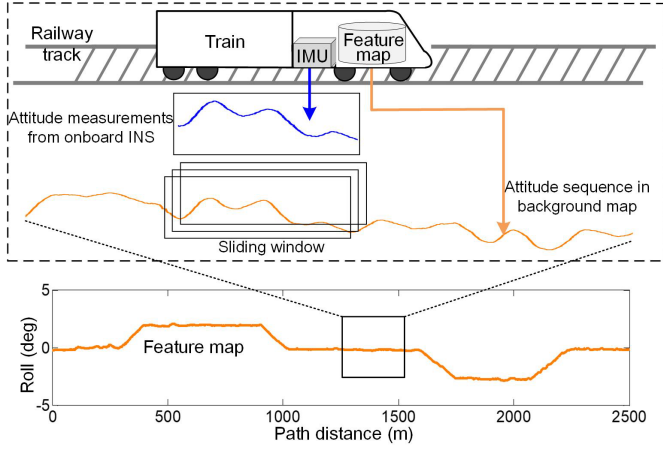 Railway
track
Train
IMU
Feature
map
Attitude measurements
from onboard INS
Attitude sequence in
background map
Sliding window
5
0
-5
Roll (deg)
Feature map
0
500
1000
1500
2000
2500
Path distance (m)